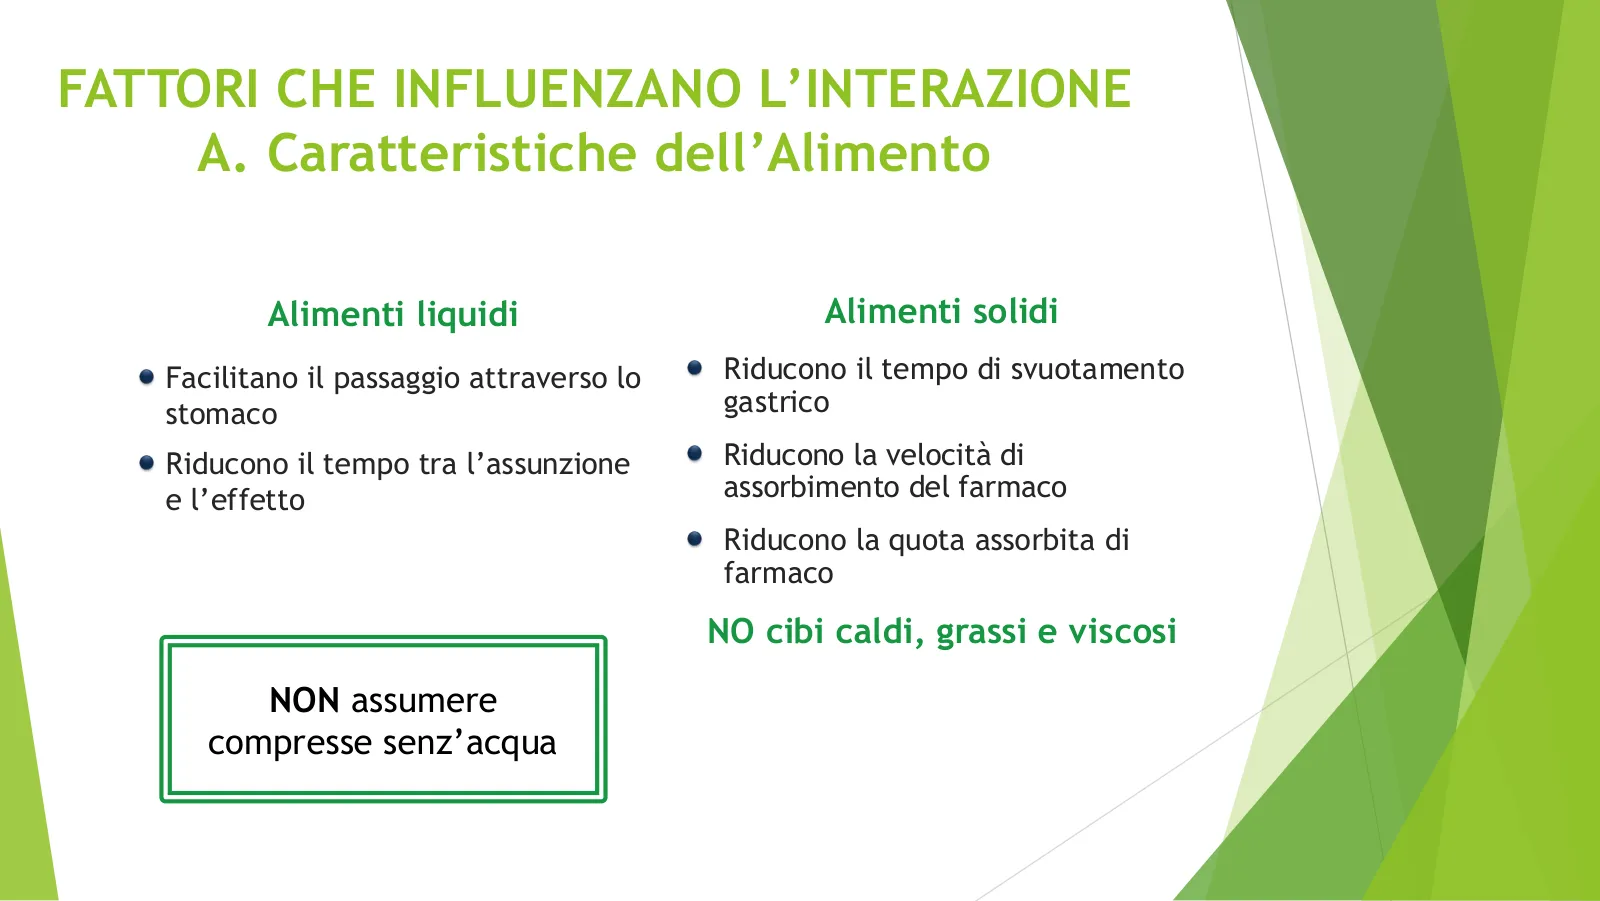 FATTORI CHE INFLUENZANO L’INTERAZIONE
A. Caratteristiche dell’Alimento
Alimenti liquidi
Facilitano il passaggio attraverso lo
stomaco
Riducono il tempo tra l’assunzione
e l’effetto
NON assumere
compresse senz’acqua
Alimenti solidi
Riducono il tempo di svuotamento
gastrico
Riducono la velocità di
assorbimento del farmaco
Riducono la quota assorbita di
farmaco
NO cibi caldi, grassi e viscosi